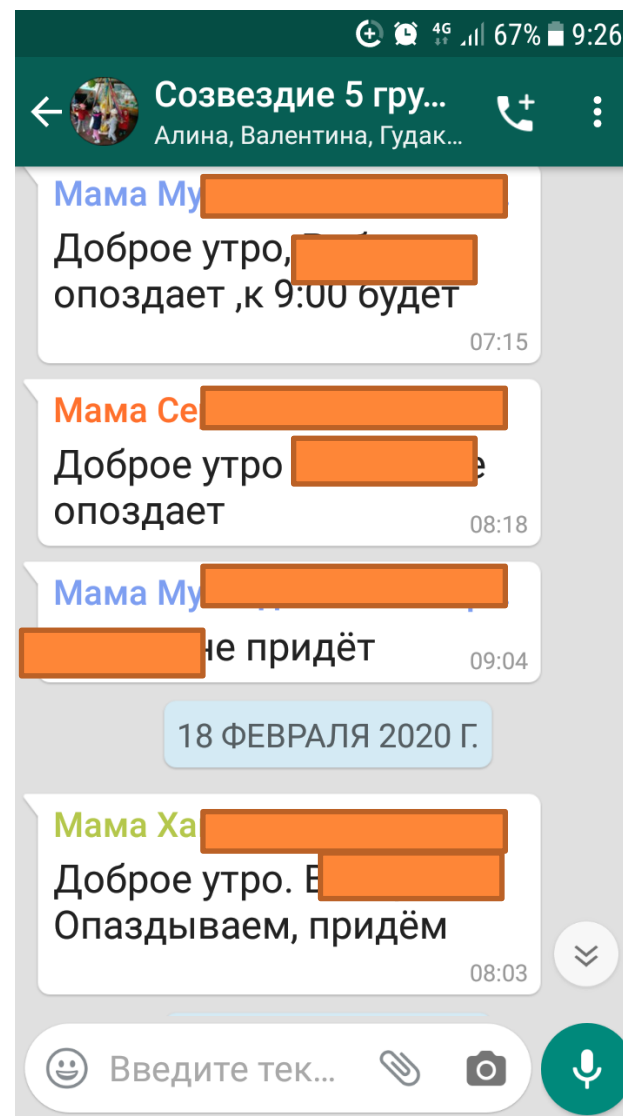 4G 67% 9:26
Созвездие 5 гру...
Алина, Валентина, Гудак...
Мама Му
Доброе утро,
опоздает ,к 9:00 будет
07:15
Мама Се
Доброе утро
опоздает
08:18
Мама Му
не придёт
09:04
18 ФЕВРАЛЯ 2020 Г.
Мама Ха
Доброе утро.
Опаздываем, придём
08:03
Введите тек...